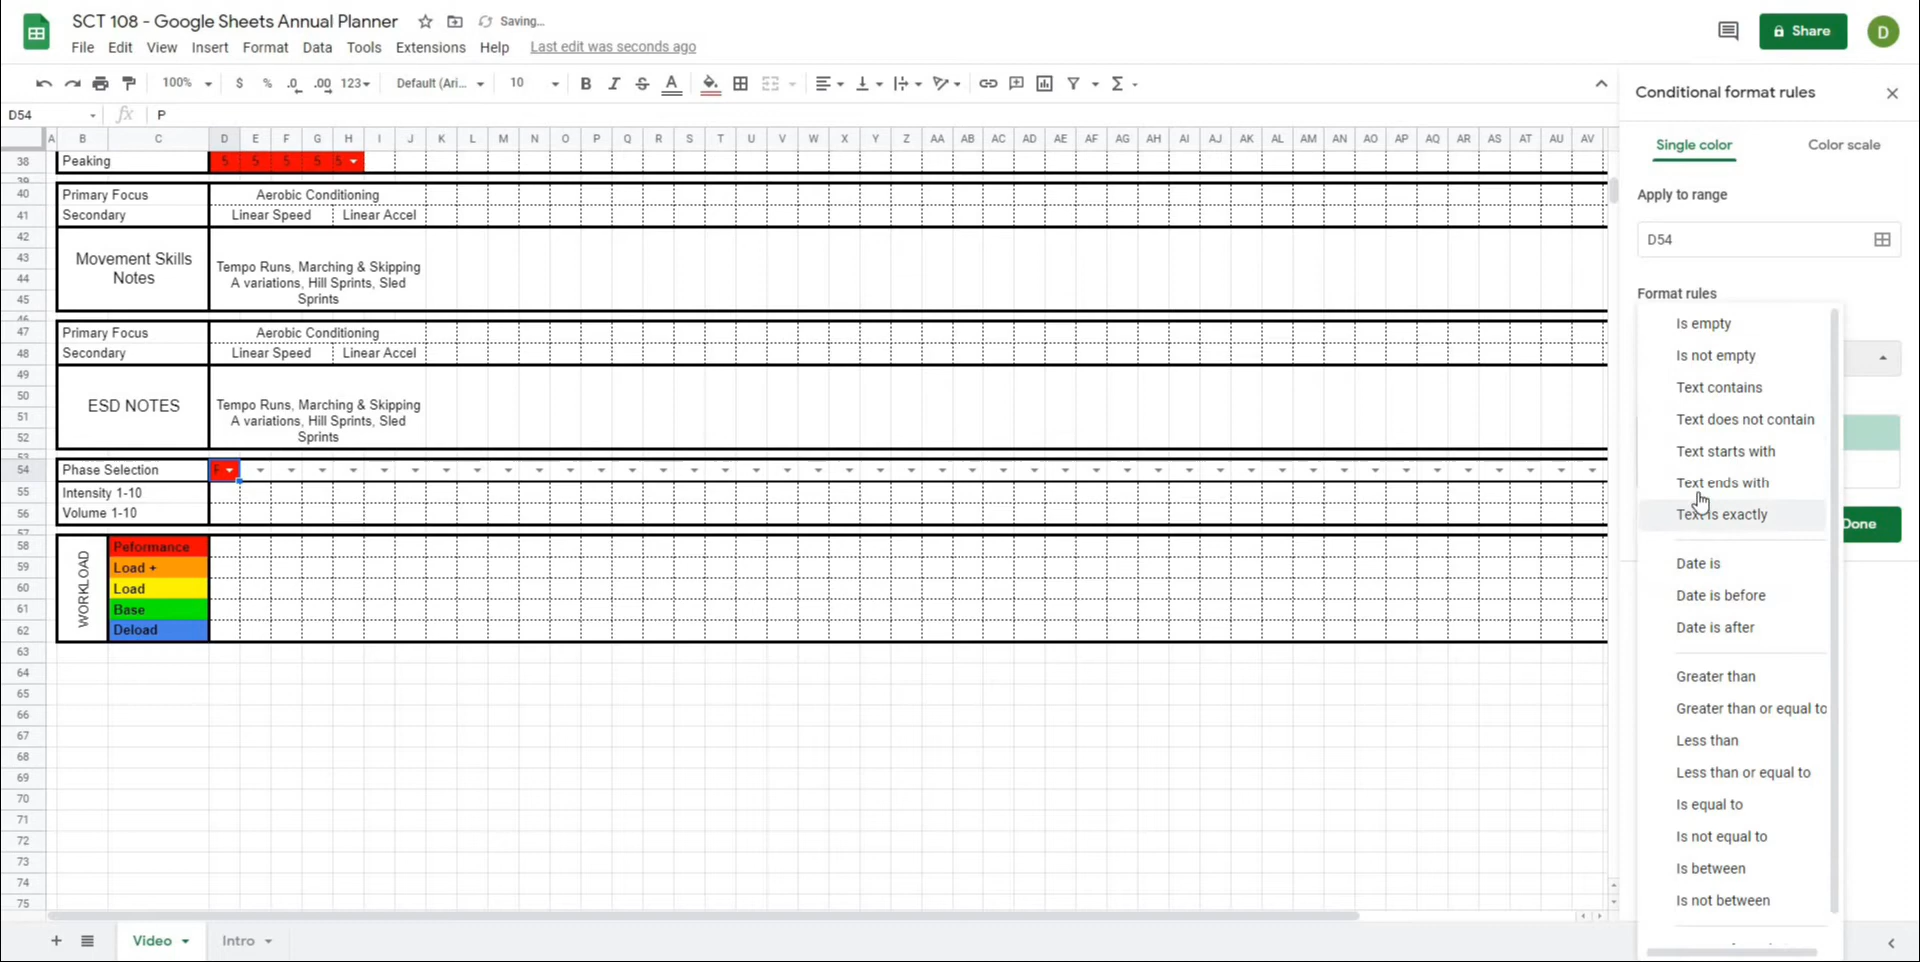 SCT 108 - Google Sheets Annual Planner
Saving...
File Edit View Insert Format Data Tools Extensions Help Last edit was seconds ago
Share
D
100% $ % .0 .00 123 Default (Ari... 10 B I S A Σ
D54 fx P
Conditional format rules
A B C D E F G H I J K L M N O P Q R S T U V W X Y Z AA AB AC AD AE AF AG AH AI AJ AK AL AM AN AO AP AQ AR AS AT AU AV
Single color Color scale
38 Peaking 5 5 5 5 5
39
40 Primary Focus Aerobic Conditioning
41 Secondary Linear Speed Linear Accel
42
43
44
45
Movement Skills
Notes
Tempo Runs, Marching & Skipping
A variations, Hill Sprints, Sled
Sprints
46
47 Primary Focus Aerobic Conditioning
48 Secondary Linear Speed Linear Accel
49
50
51
52
ESD NOTES
Tempo Runs, Marching & Skipping
A variations, Hill Sprints, Sled
Sprints
53
54 Phase Selection
55 Intensity 1-10
56 Volume 1-10
57
WORKLOAD
58 Peformance
59 Load +
60 Load
61 Base
62 Deload
63
64
65
66
67
68
69
70
71
72
73
74
75
Apply to range
D54
Format rules
Is empty
Is not empty
Text contains
Text does not contain
Text starts with
Text ends with
Text is exactly
Date is
Date is before
Date is after
Greater than
Greater than or equal to
Less than
Less than or equal to
Is equal to
Is not equal to
Is between
Is not between
Done
Video Intro